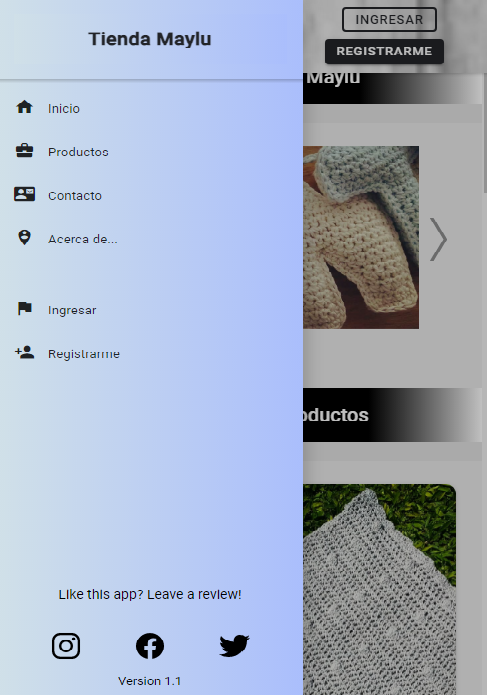 Tienda Maylu
INGRESAR
REGISTRARME
Maylu
Inicio
Productos
Contacto
Acerca de...
Ingresar
Registrarme
oductos
Like this app? Leave a review!
Version 1.1